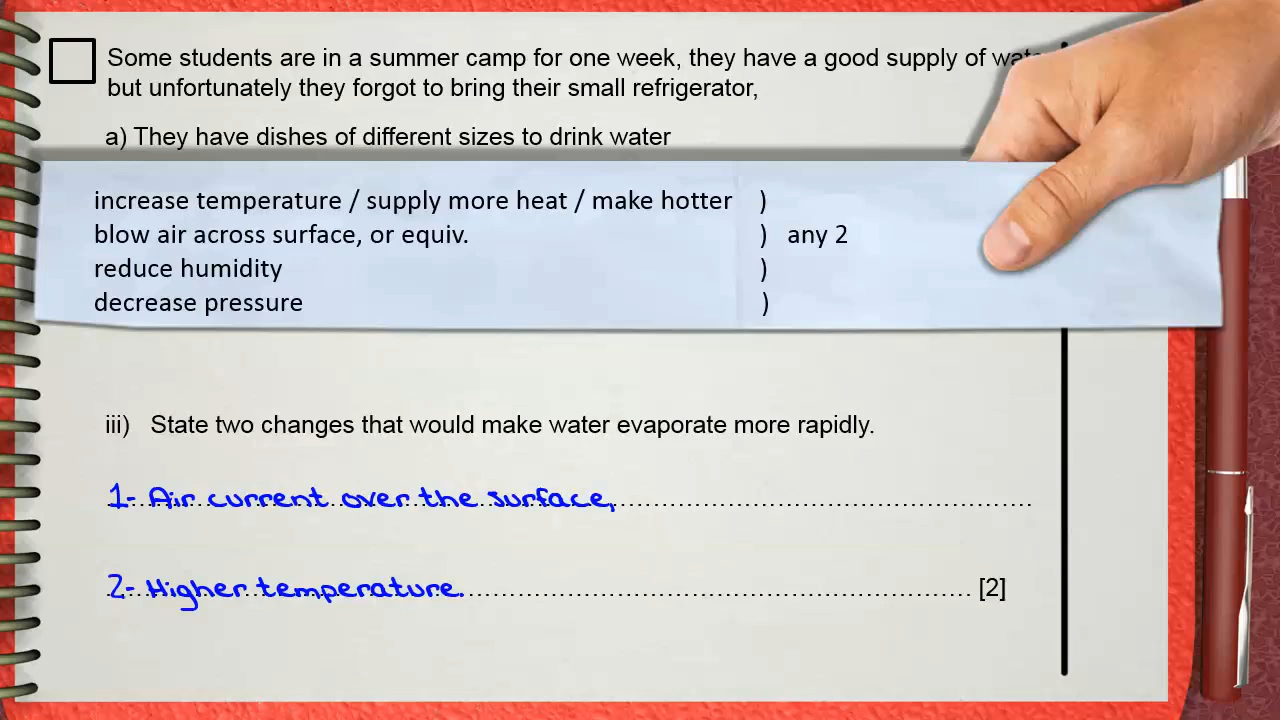 Some students are in a summer camp for one week, they have a good supply of
but unfortunately they forgot to bring their small refrigerator,
a) They have dishes of different sizes to drink water
increase temperature / supply more heat / make hotter )
blow air across surface, or equiv. ) any 2
reduce humidity )
decrease pressure )
iii) State two changes that would make water evaporate more rapidly.
1- Air current over the surface,
2- Higher temperature. [2]